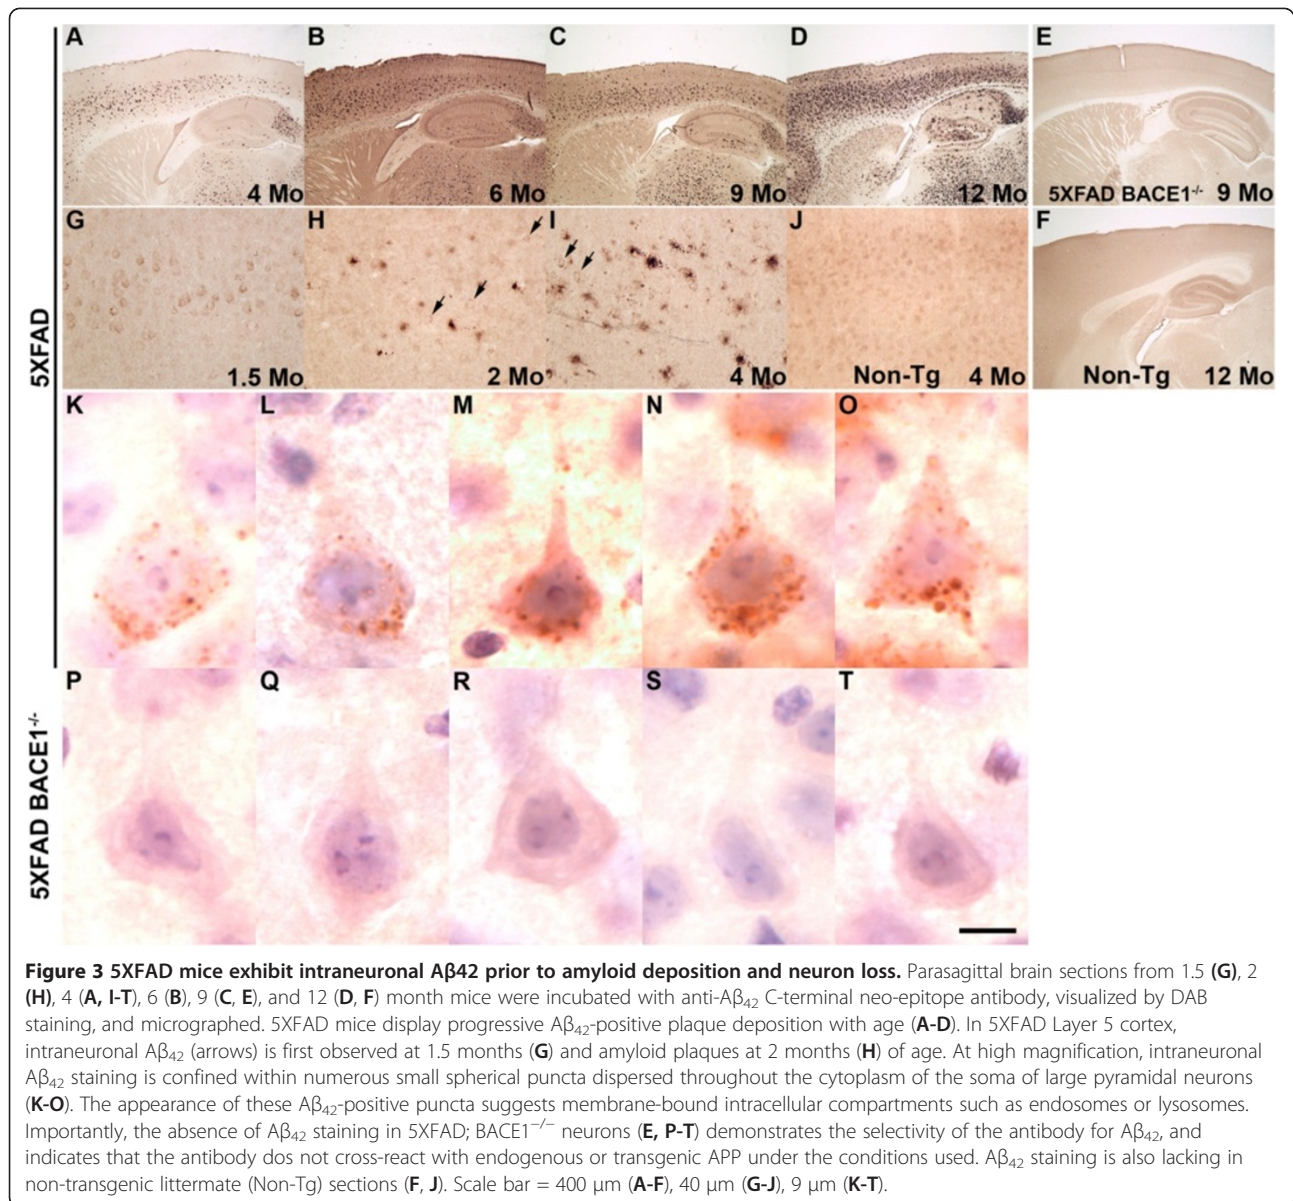 A B C D E
4 Mo 6 Mo 9 Mo 12 Mo 5XFAD BACE1-/- 9 Mo
G H I J F
1.5 Mo 2 Mo 4 Mo Non-Tg 4 Mo Non-Tg 12 Mo
5XFAD
K L M N O
P Q R S T
5XFAD BACE1-/-
Figure 3 5XFAD mice exhibit intraneuronal Aβ42 prior to amyloid deposition and neuron loss. Parasagittal brain sections from 1.5 (G), 2
(H), 4 (A, I-T), 6 (B), 9 (C, E), and 12 (D, F) month mice were incubated with anti-Aβ42 C-terminal neo-epitope antibody, visualized by DAB
staining, and micrographed. 5XFAD mice display progressive Aβ42-positive plaque deposition with age (A-D). In 5XFAD Layer 5 cortex,
intraneuronal Aβ42 (arrows) is first observed at 1.5 months (G) and amyloid plaques at 2 months (H) of age. At high magnification, intraneuronal
Aβ42 staining is confined within numerous small spherical puncta dispersed throughout the cytoplasm of the soma of large pyramidal neurons
(K-O). The appearance of these Aβ42-positive puncta suggests membrane-bound intracellular compartments such as endosomes or lysosomes.
Importantly, the absence of Aβ42 staining in 5XFAD; BACE1−/− neurons (E, P-T) demonstrates the selectivity of the antibody for Aβ42, and
indicates that the antibody dos not cross-react with endogenous or transgenic APP under the conditions used. Aβ42 staining is also lacking in
non-transgenic littermate (Non-Tg) sections (F, J). Scale bar = 400 μm (A-F), 40 μm (G-J), 9 μm (K-T).